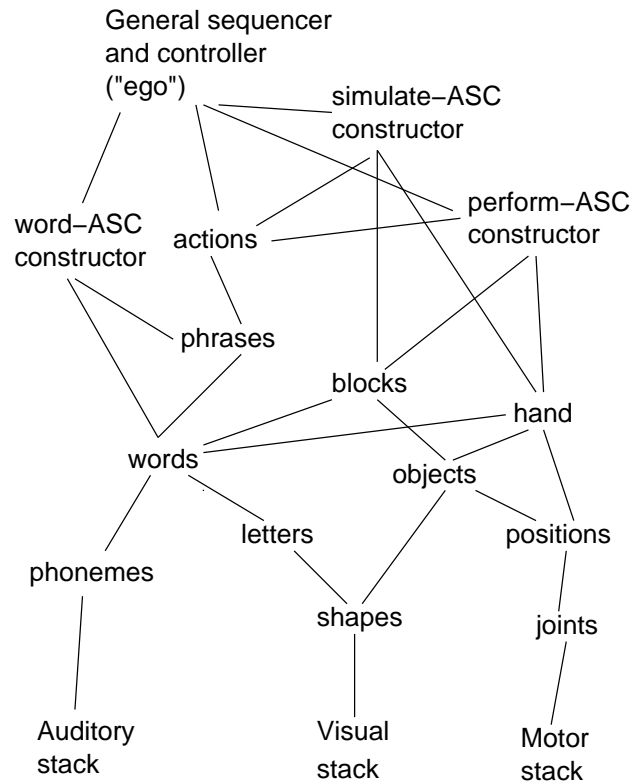 General sequencer
and controller
("ego")
simulate−ASC
constructor
perform−ASC
constructor
word−ASC
constructor
actions
phrases
blocks
hand
words
objects
letters
positions
phonemes
shapes
joints
Auditory
stack
Visual
stack
Motor
stack